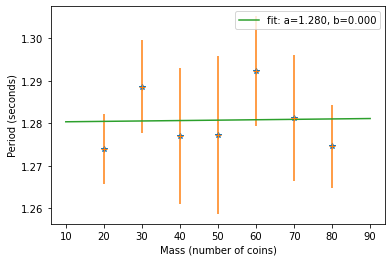 fit: a=1.280, b=0.000
1.30
1.29
1.28
1.27
1.26
Period (seconds)
10 20 30 40 50 60 70 80 90
Mass (number of coins)